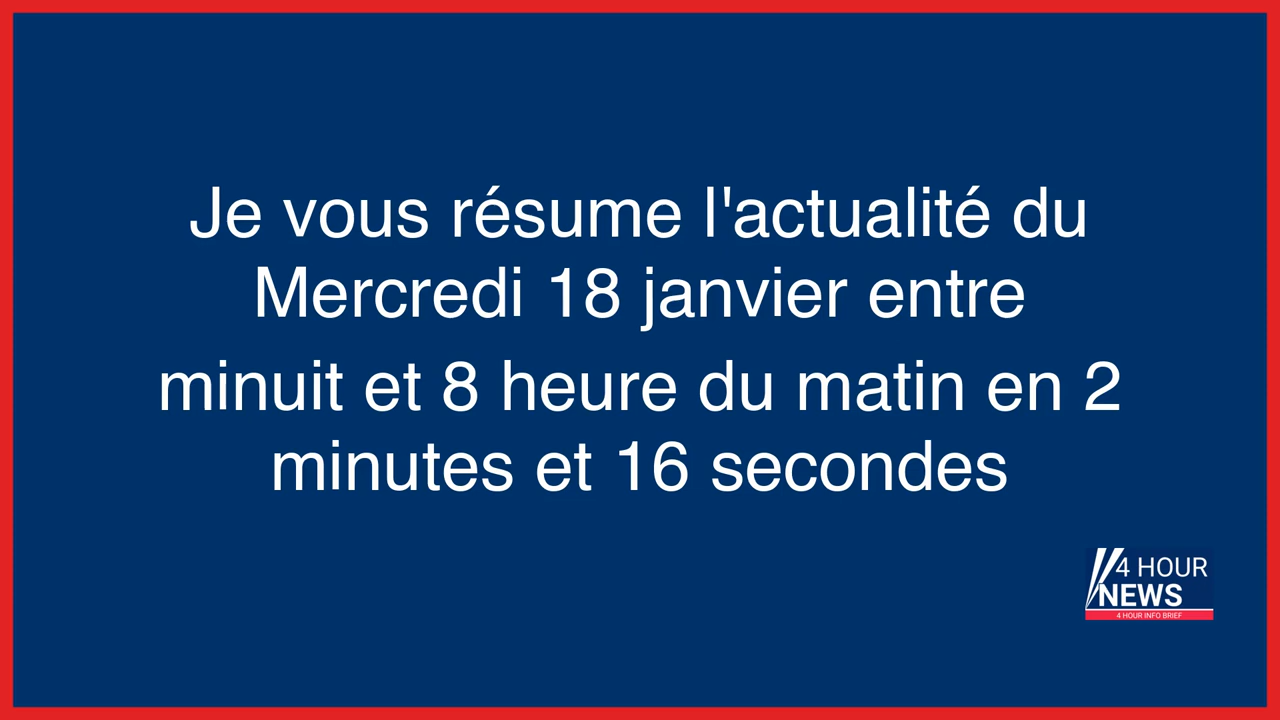 Je vous résume l'actualité du
Mercredi 18 janvier entre
minuit et 8 heure du matin en 2
minutes et 16 secondes
4 HOUR
NEWS
4 HOUR INFO BRIEF